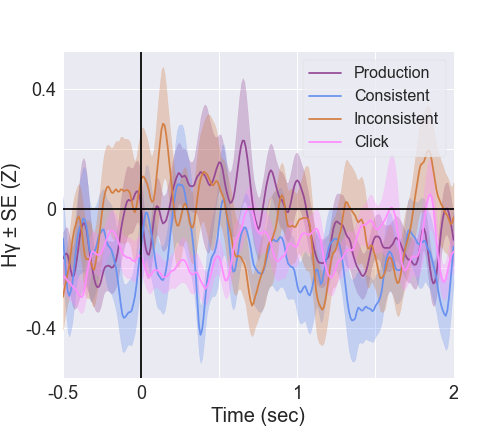 Production
Consistent
Inconsistent
Click
0.4
0
-0.4
Hγ ± SE (Z)
-0.5 0 1 2
Time (sec)